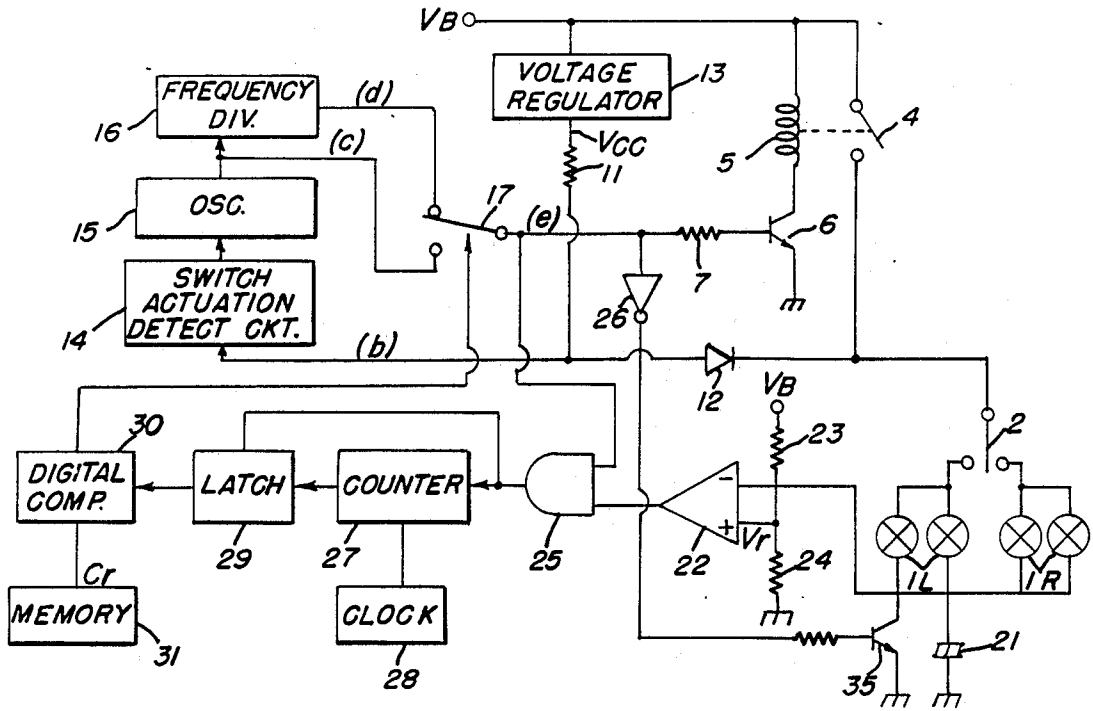 VB
VOLTAGE
REGULATOR
13
FREQUENCY
DIV.
16
(d)
(c)
VCC
11
5
4
OSC.
15
17
(e)
6
7
SWITCH
ACTUATION
DETECT CKT.
14
26
(b)
12
VB
23
2
30
DIGITAL
COMP.
LATCH
COUNTER
29
27
25
22
-
+
Vr
24
1L
1R
Cr
MEMORY
31
CLOCK
28
35
21